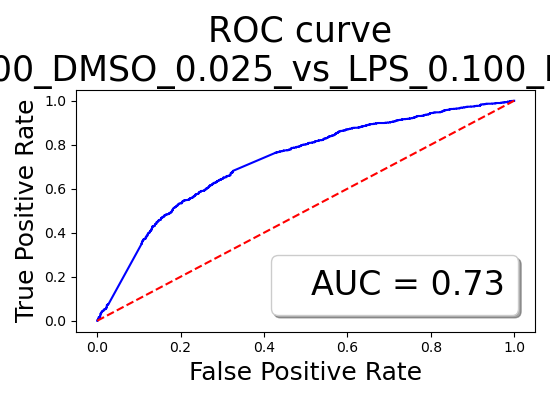 ROC curve
00_DMSO_0.025_vs_LPS_0.100_
True Positive Rate
1.0
0.8
0.6
0.4
0.2
0.0
AUC = 0.73
0.0 0.2 0.4 0.6 0.8 1.0
False Positive Rate